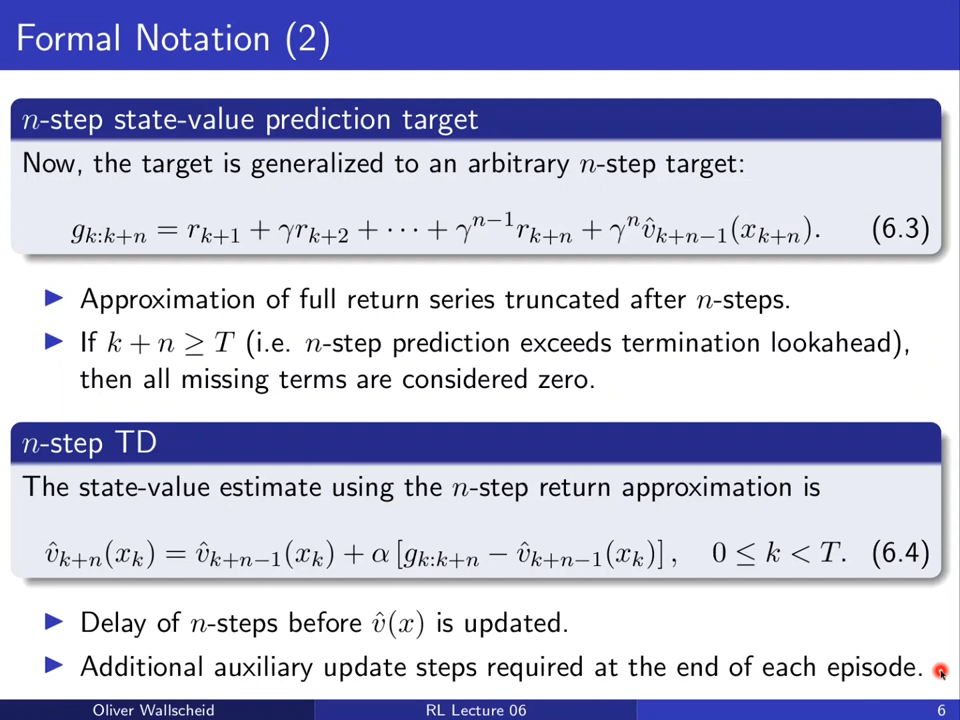 Formal Notation (2)
n-step state-value prediction target
Now, the target is generalized to an arbitrary n-step target:
g_{k:k+n} = r_{k+1} + γr_{k+2} + ⋯ + γ^{n−1}r_{k+n} + γ^n v̂_{k+n−1}(x_{k+n}). (6.3)
▶ Approximation of full return series truncated after n-steps.
▶ If k + n ≥ T (i.e. n-step prediction exceeds termination lookahead),
then all missing terms are considered zero.
n-step TD
The state-value estimate using the n-step return approximation is
v̂_{k+n}(x_k) = v̂_{k+n−1}(x_k) + α [g_{k:k+n} − v̂_{k+n−1}(x_k)] , 0 ≤ k < T. (6.4)
▶ Delay of n-steps before v̂(x) is updated.
▶ Additional auxiliary update steps required at the end of each episode.
Oliver Wallscheid RL Lecture 06 6